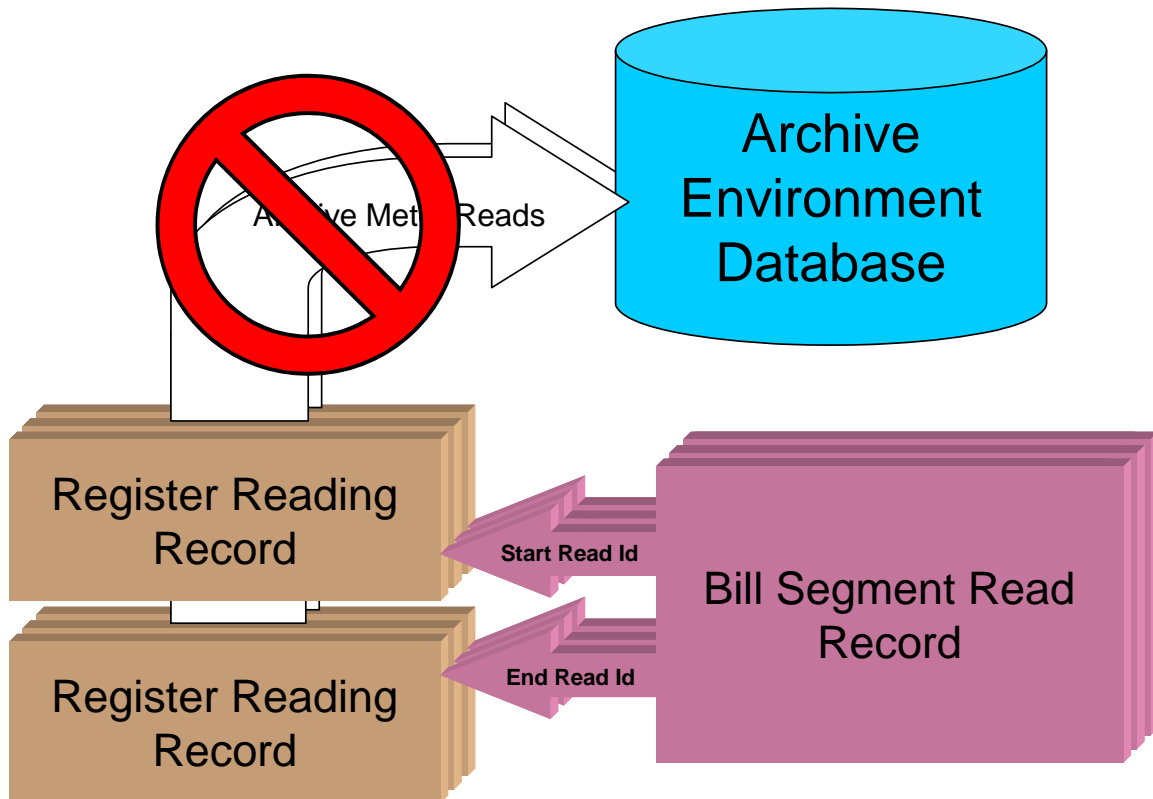 Archive
Environment
Database
Meter Reads
Register Reading
Record
Start Read Id
Bill Segment Read
Record
End Read Id
Register Reading
Record